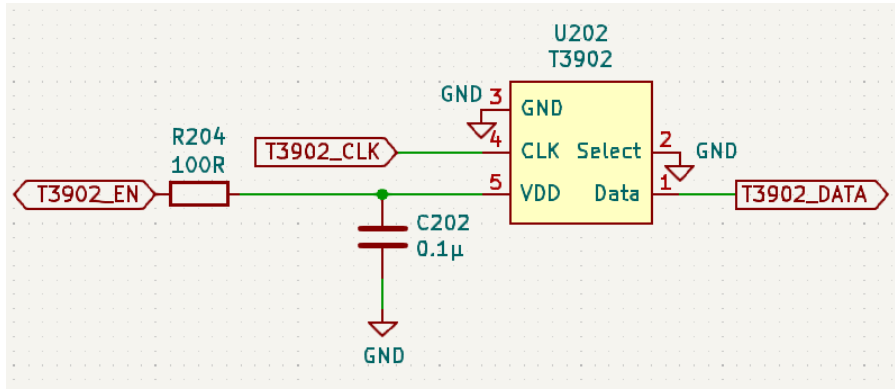 U202
T3902
GND 3
GND
R204
100R
T3902_CLK
4
CLK
Select
2
GND
T3902_EN
5
VDD
Data
1
T3902_DATA
C202
0.1µ
GND